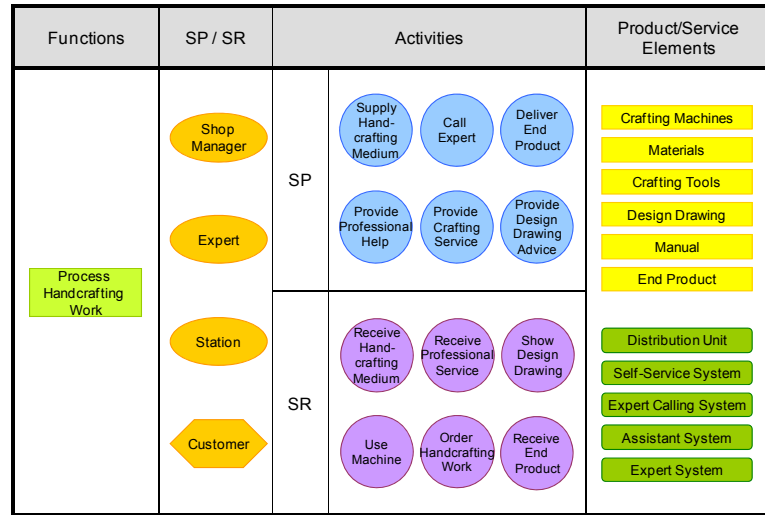 Functions
SP / SR
Activities
Product/Service
Elements
Process
Handcrafting
Work
Shop
Manager
Expert
Station
Customer
SP
Supply
Hand-
crafting
Medium
Call
Expert
Deliver
End
Product
Provide
Professional
Help
Provide
Crafting
Service
Provide
Design
Drawing
Advice
SR
Receive
Hand-
crafting
Medium
Receive
Professional
Service
Show
Design
Drawing
Use
Machine
Order
Handcrafting
Work
Receive
End
Product
Crafting Machines
Materials
Crafting Tools
Design Drawing
Manual
End Product
Distribution Unit
Self-Service System
Expert Calling System
Assistant System
Expert System